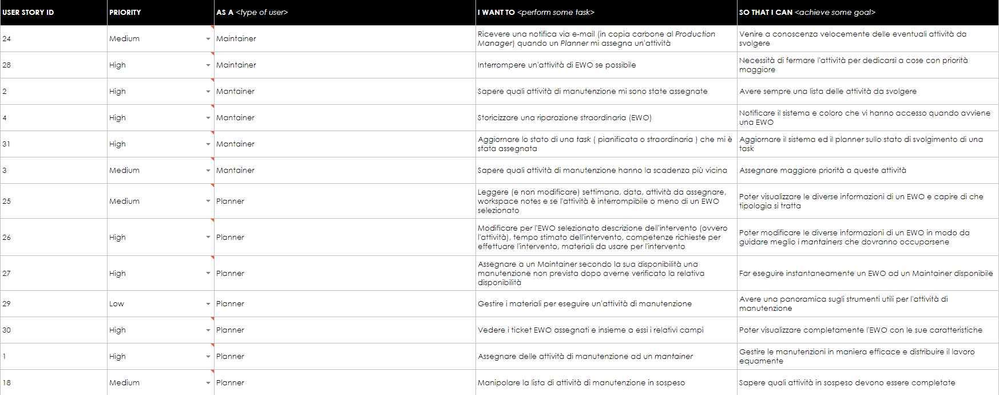 USER STORY ID PRIORITY AS A <type of user> I WANT TO <perform some task> SO THAT I CAN <achieve some goal>
24 Medium Maintainer
Ricevere una notifica via e-mail (in copia carbone al Production
Manager) quando un Planner mi assegna un'attività
Venire a conoscenza velocemente delle eventuali attività da
svolgere
28 High Maintainer
Interrompere un'attività di EWO se possibile
Necessità di fermare l'attività per dedicarsi a cose con priorità
maggiore
2 High Mantainer
Sapere quali attività di manutenzione mi sono state assegnate
Avere sempre una lista delle attività da svolgere
4 High Mantainer
Storicizzare una riparazione straordinaria (EWO)
Notificare il sistema e coloro che vi hanno accesso quando avviene
una EWO
31 High Mantainer
Aggiornare lo stato di una task ( pianificata o straordinaria ) che mi è
stata assegnata
Aggiornare il sistema ed il planner sullo stato di svolgimento di una
task
3 Medium Mantainer
Sapere quali attività di manutenzione hanno la scadenza più vicina
Assegnare maggiore priorità a queste attività
25 Medium Planner
Leggere (e non modificare) settimana, data, attività da assegnare,
workspace notes e se l'attività è interrompibile o meno di un EWO
selezionato
Poter visualizzare le diverse informazioni di un EWO e capire di che
tipologia si tratta
26 High Planner
Modificare per l'EWO selezionato descrizione dell'intervento (ovvero
l'attività), tempo stimato dell'intervento, competenze richieste per
effettuare l'intervento, materiali da usare per l'intervento
Poter modificare le diverse informazioni di un EWO in modo da
guidare meglio i mantainers che dovranno occuparsene
27 High Planner
Assegnare a un Maintainer secondo la sua disponibilità una
manutenzione non prevista dopo averne verificato la relativa
disponibilità
Far eseguire instantaneamente un EWO ad un Maintainer disponibile
29 Low Planner
Gestire i materiali per eseguire un'attività di manutenzione
Avere una panoramica sugli strumenti utili per l'attività di
manutenzione
30 High Planner
Vedere i ticket EWO assegnati e insieme a essi i relativi campi
Poter visualizzare completamente l'EWO con le sue caratteristiche
1 High Planner
Assegnare delle attività di manutenzione ad un mantainer
Gestire le manutenzioni in maniera efficace e distribuire il lavoro
equamente
18 Medium Planner
Manipolare la lista di attività di manutenzione in sospeso
Sapere quali attività in sospeso devono essere completate